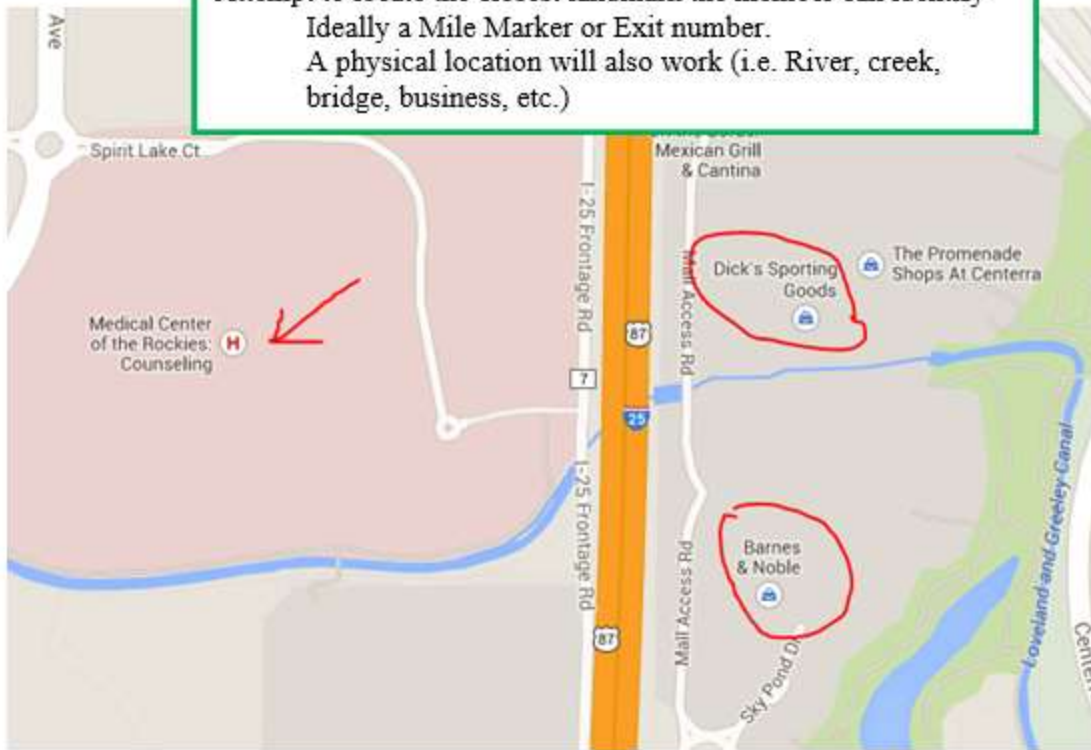 Ideally a Mile Marker or Exit number.
A physical location will also work (i.e. River, creek,
bridge, business, etc.)
Ave
Spirit Lake Ct
Mexican Grill
& Cantina
I-25 Frontage Rd
Mall Access Rd
Dick's Sporting
Goods
The Promenade
Shops At Centerra
Medical Center
of the Rockies:
Counseling
H
87
7
25
I-25 Frontage Rd
Mall Access Rd
Barnes
& Noble
Loveland and Greeley Canal
87
Sky Pond Dr